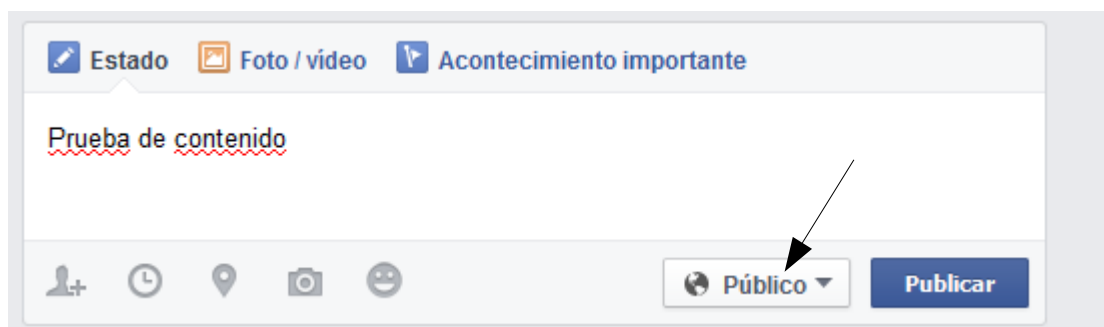 Estado Foto / vídeo Acontecimiento importante
Prueba de contenido
Público Publicar